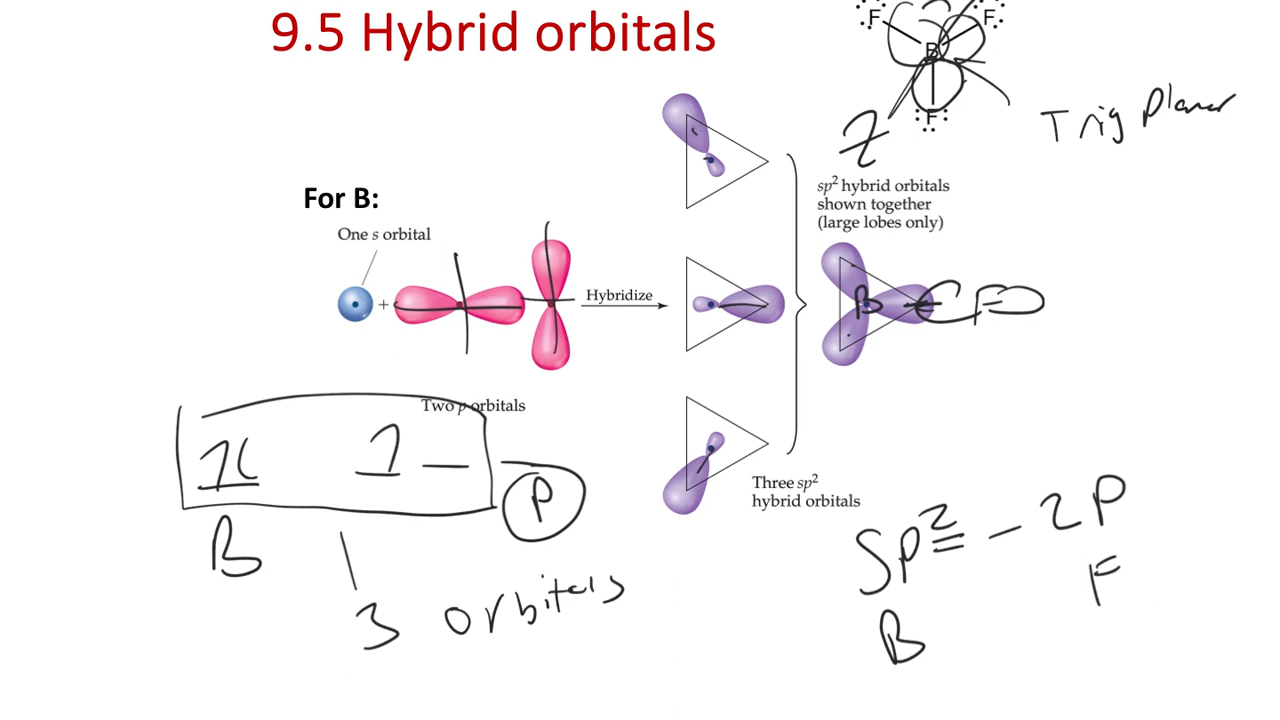 9.5 Hybrid orbitals
:F: F:
B
:F:
Trig Planar
For B:
One s orbital
+
Hybridize
sp² hybrid orbitals
shown together
(large lobes only)
B F
Two p orbitals
1 P
B
3 orbitals
Three sp²
hybrid orbitals
Sp² – 2P
B F